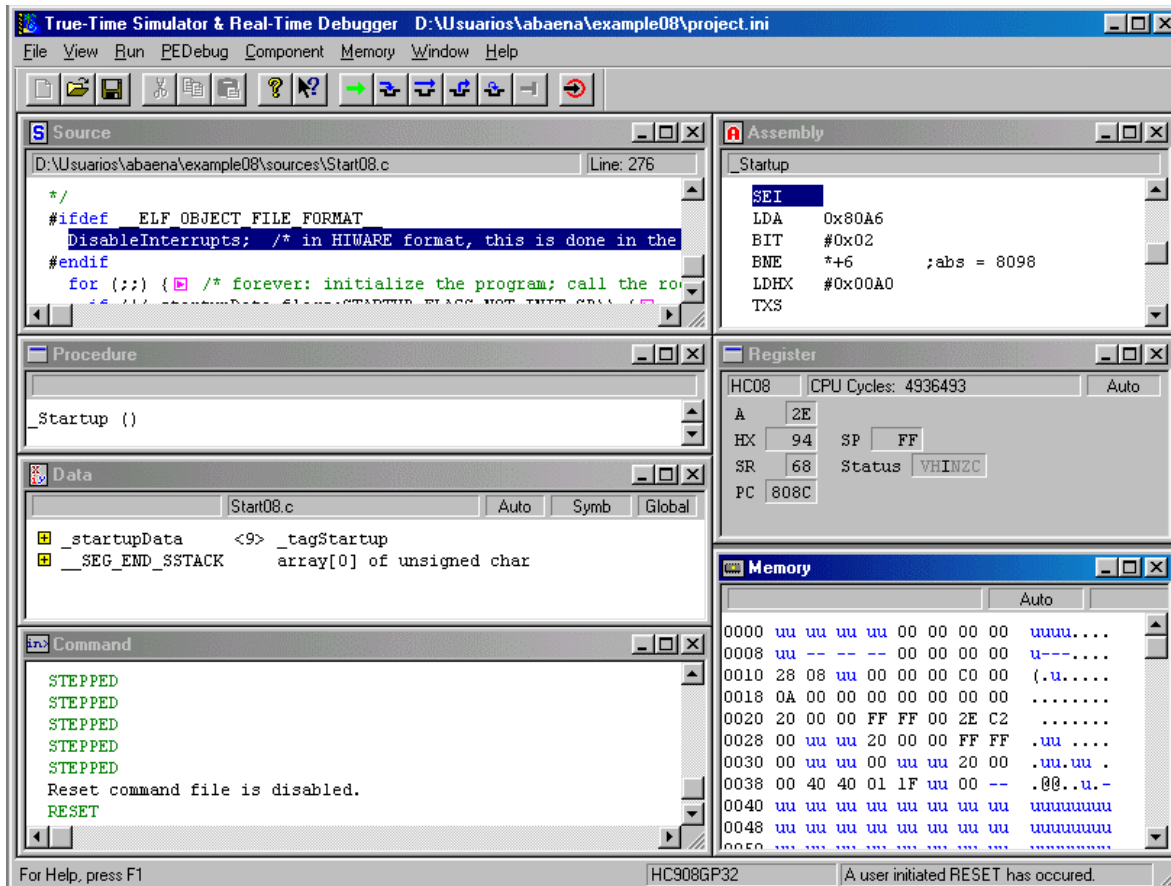 True-Time Simulator & Real-Time Debugger D:\Usuarios\abaena\example08\project.ini
File View Run PEDebug Component Memory Window Help
Source
D:\Usuarios\abaena\example08\sources\Start08.c Line: 276
*/
#ifdef __ELF_OBJECT_FILE_FORMAT__
DisableInterrupts; /* in HIWARE format, this is done in the
#endif
for (;;) { /* forever: initialize the program; call the roo
Procedure
_Startup ()
Data
Start08.c Auto Symb Global
_startupData <9> _tagStartup
__SEG_END_SSTACK array[0] of unsigned char
Command
STEPPED
STEPPED
STEPPED
STEPPED
STEPPED
Reset command file is disabled.
RESET
Assembly
_Startup
SEI
LDA 0x80A6
BIT #0x02
BNE *+6 ;abs = 8098
LDHX #0x00A0
TXS
Register
HC08 CPU Cycles: 4936493 Auto
A 2E
HX 94 SP FF
SR 68 Status VHINZC
PC 808C
Memory
Auto
0000 uu uu uu uu 00 00 00 00 uuuu....
0008 uu -- -- -- 00 00 00 00 u---....
0010 28 08 uu 00 00 00 C0 00 (.u.....
0018 0A 00 00 00 00 00 00 00 ........
0020 20 00 00 FF FF 00 2E C2 .......
0028 00 uu uu 20 00 00 FF FF .uu ....
0030 00 uu uu 00 uu uu 20 00 .uu.uu .
0038 00 40 40 01 1F uu 00 -- .@@..u.-
0040 uu uu uu uu uu uu uu uu uuuuuuuu
0048 uu uu uu uu uu uu uu uu uuuuuuuu
For Help, press F1 HC908GP32 A user initiated RESET has occured.